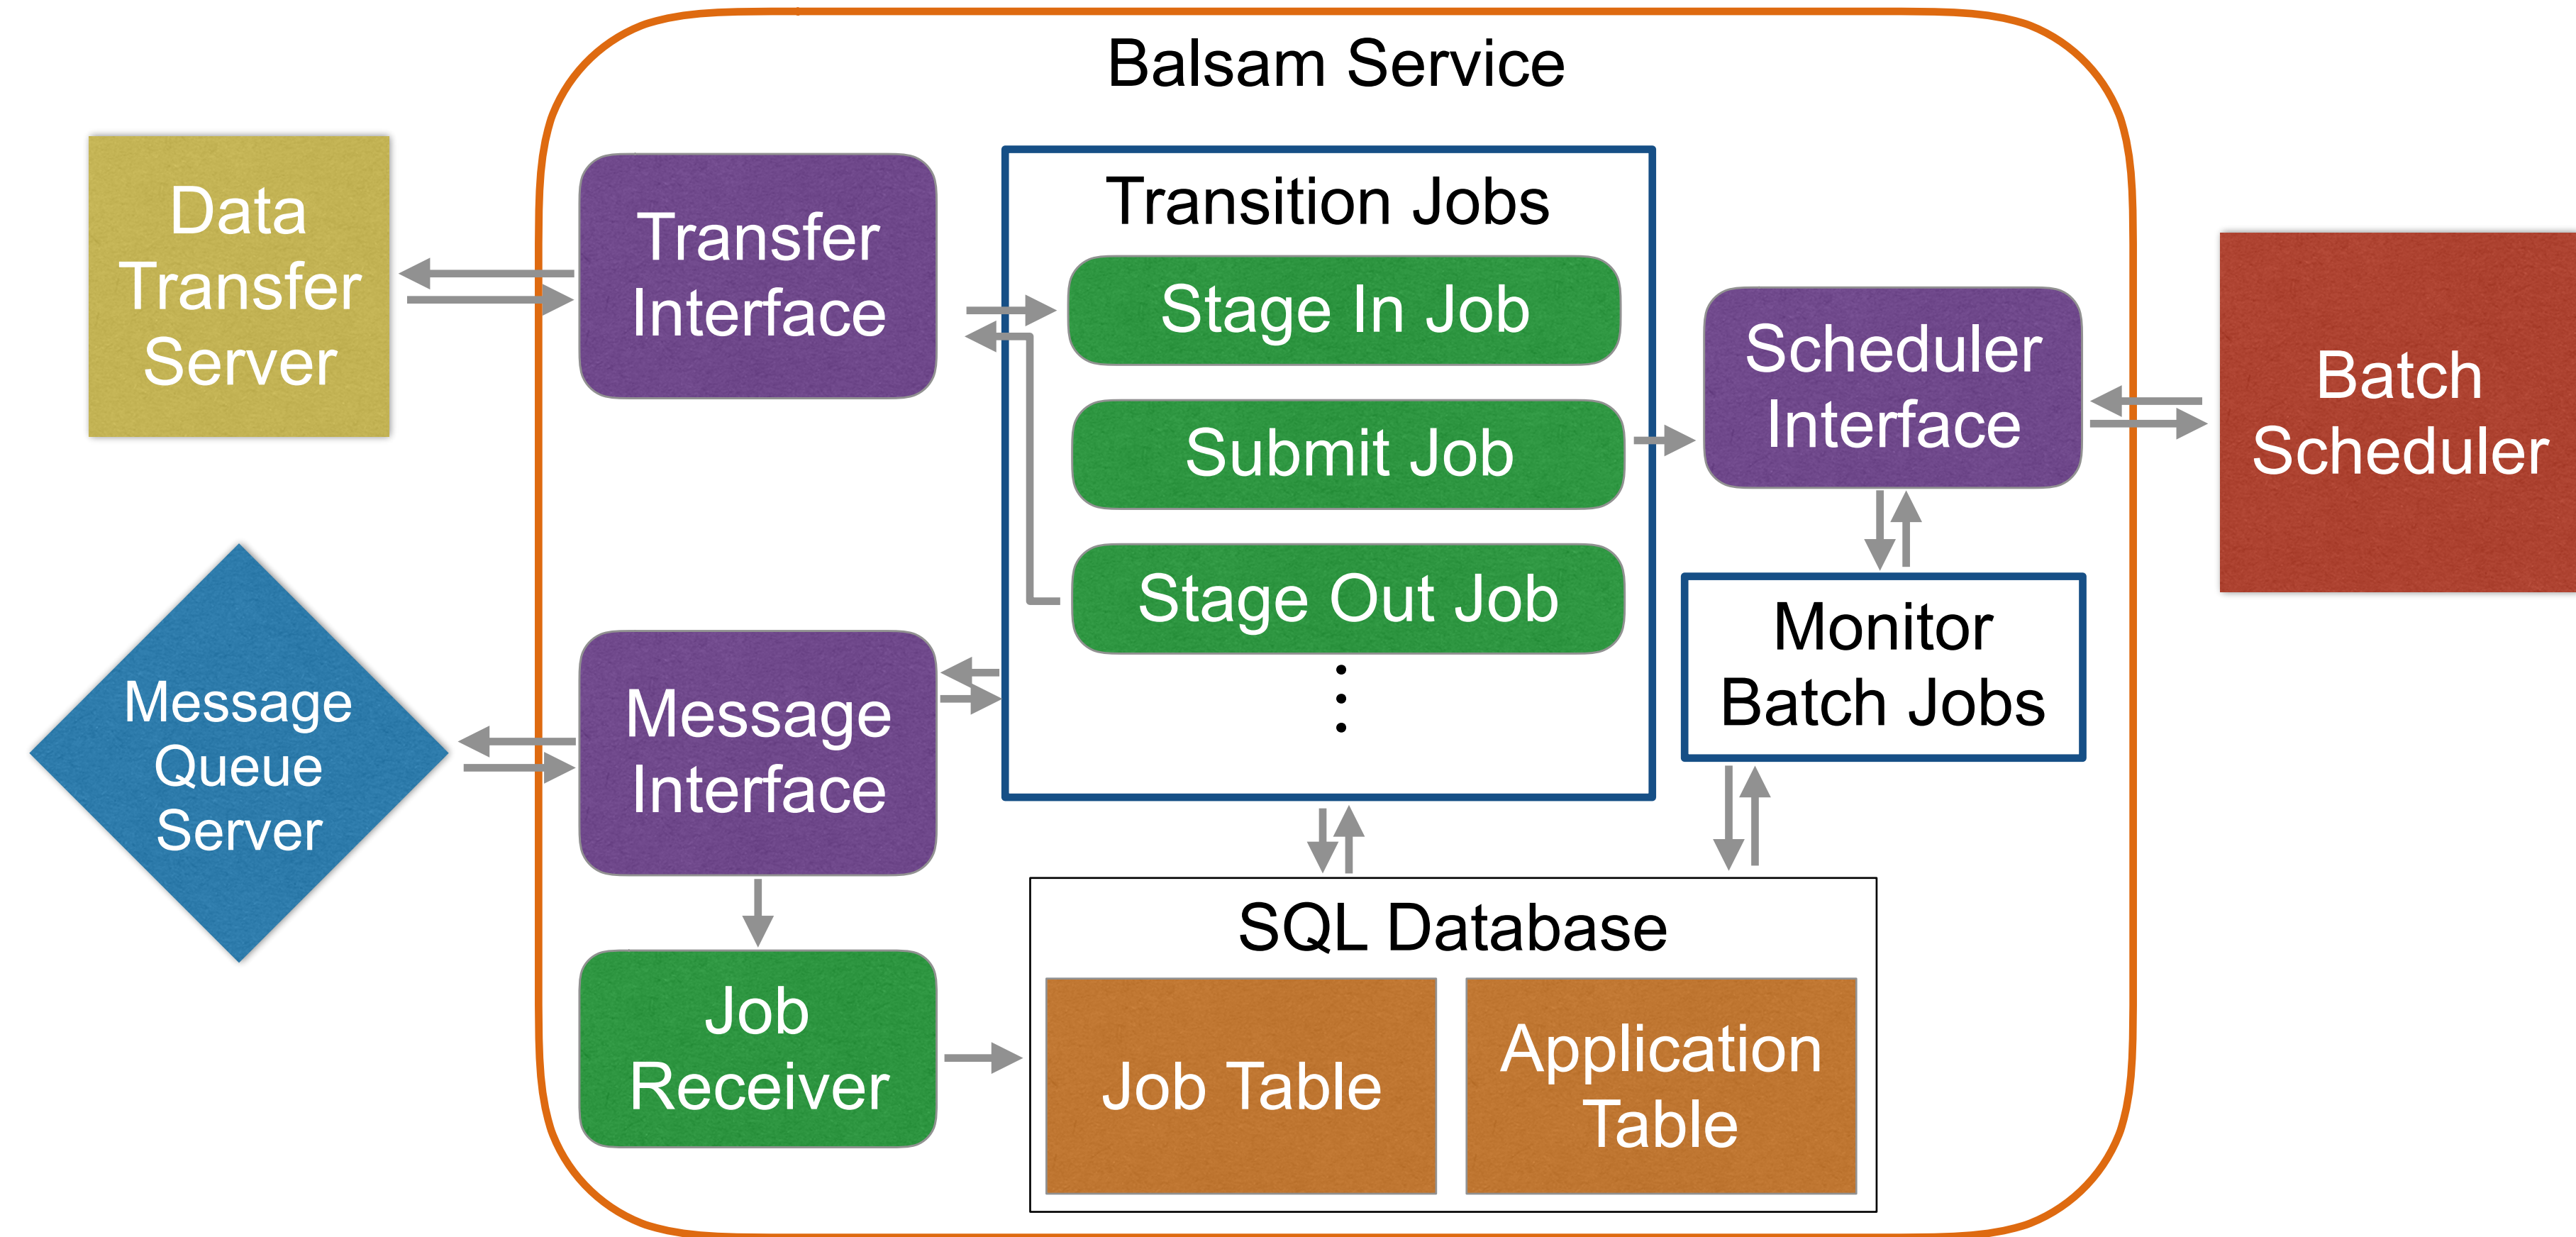 Balsam Service
Data
Transfer
Server
Transfer
Interface
Transition Jobs
Stage In Job
Submit Job
Stage Out Job
Scheduler
Interface
Batch
Scheduler
Monitor
Batch Jobs
Message
Queue
Server
Message
Interface
Job
Receiver
SQL Database
Job Table
Application
Table